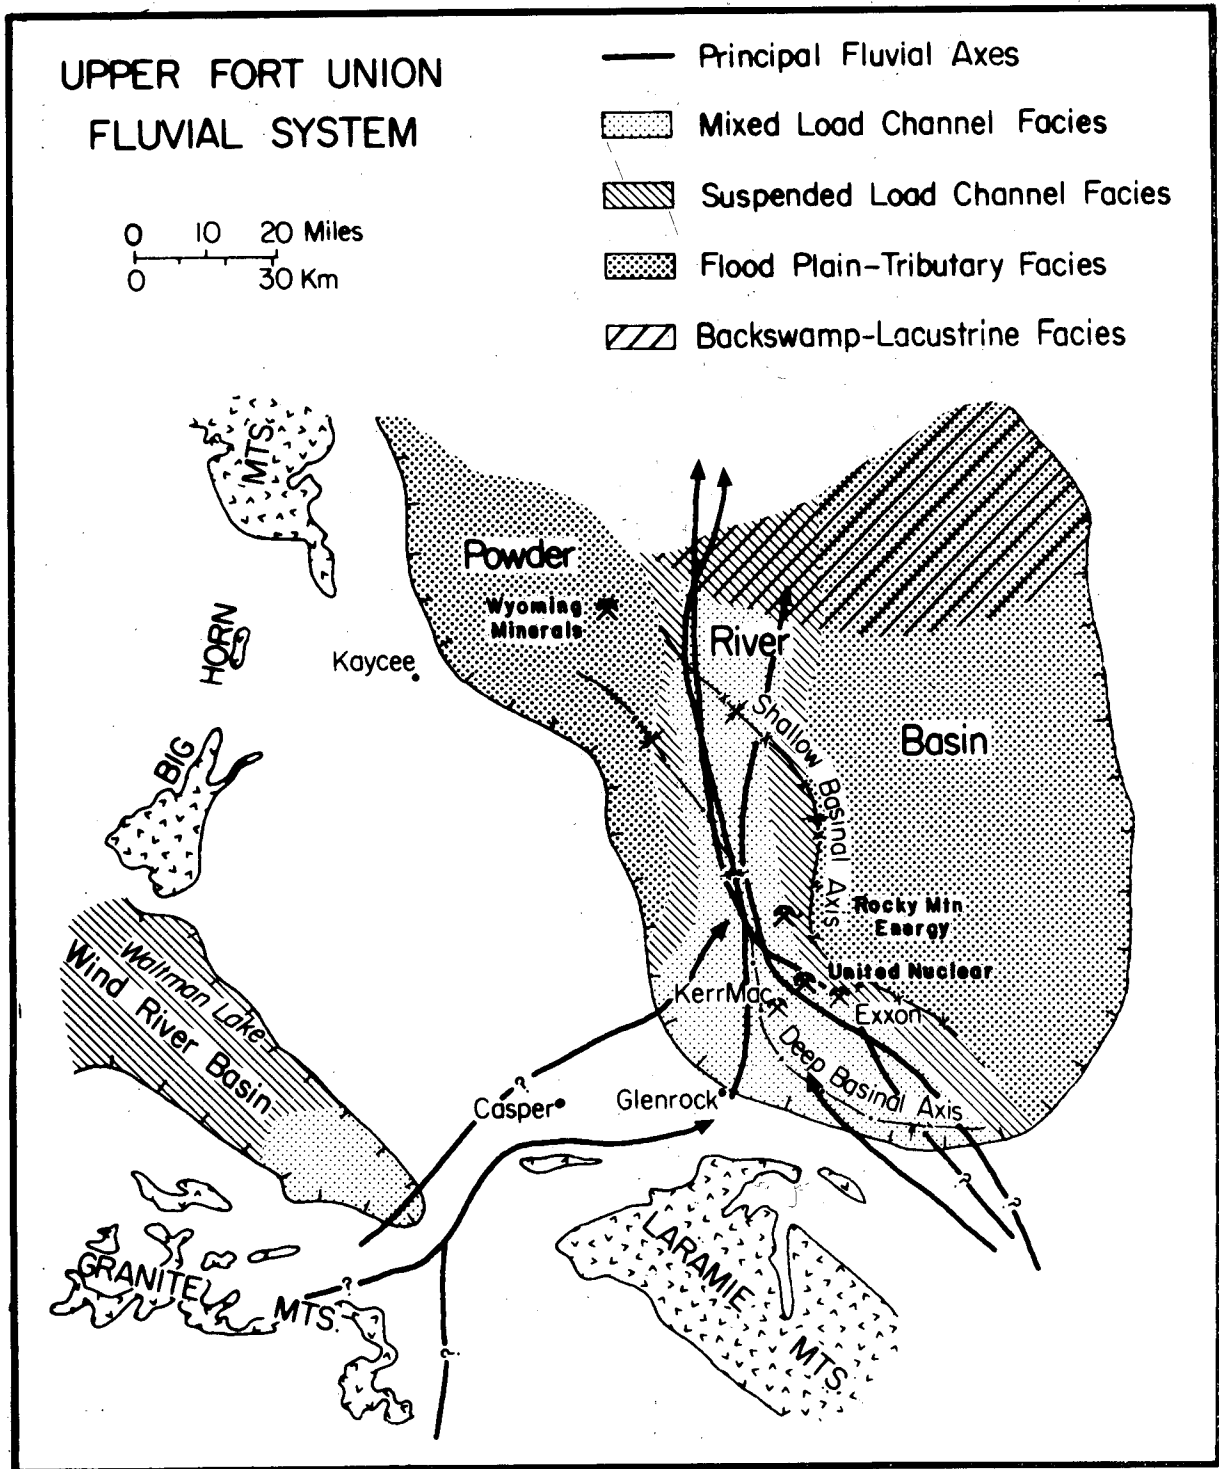 UPPER FORT UNION
FLUVIAL SYSTEM
0 10 20 Miles
0 30 Km
Principal Fluvial Axes
Mixed Load Channel Facies
Suspended Load Channel Facies
Flood Plain-Tributary Facies
Backswamp-Lacustrine Facies
MTS.
HORN
BIG
Powder
Wyoming
Minerals
River
Kaycee
Basin
Shallow Basinal Axis
Rocky Mtn
Energy
United Nuclear
KerrMac
Exxon
Waltman Lake
Wind River Basin
Deep Basinal Axis
?
Casper
Glenrock
?
?
LARAMIE
MTS.
GRANITE
MTS.
?
?